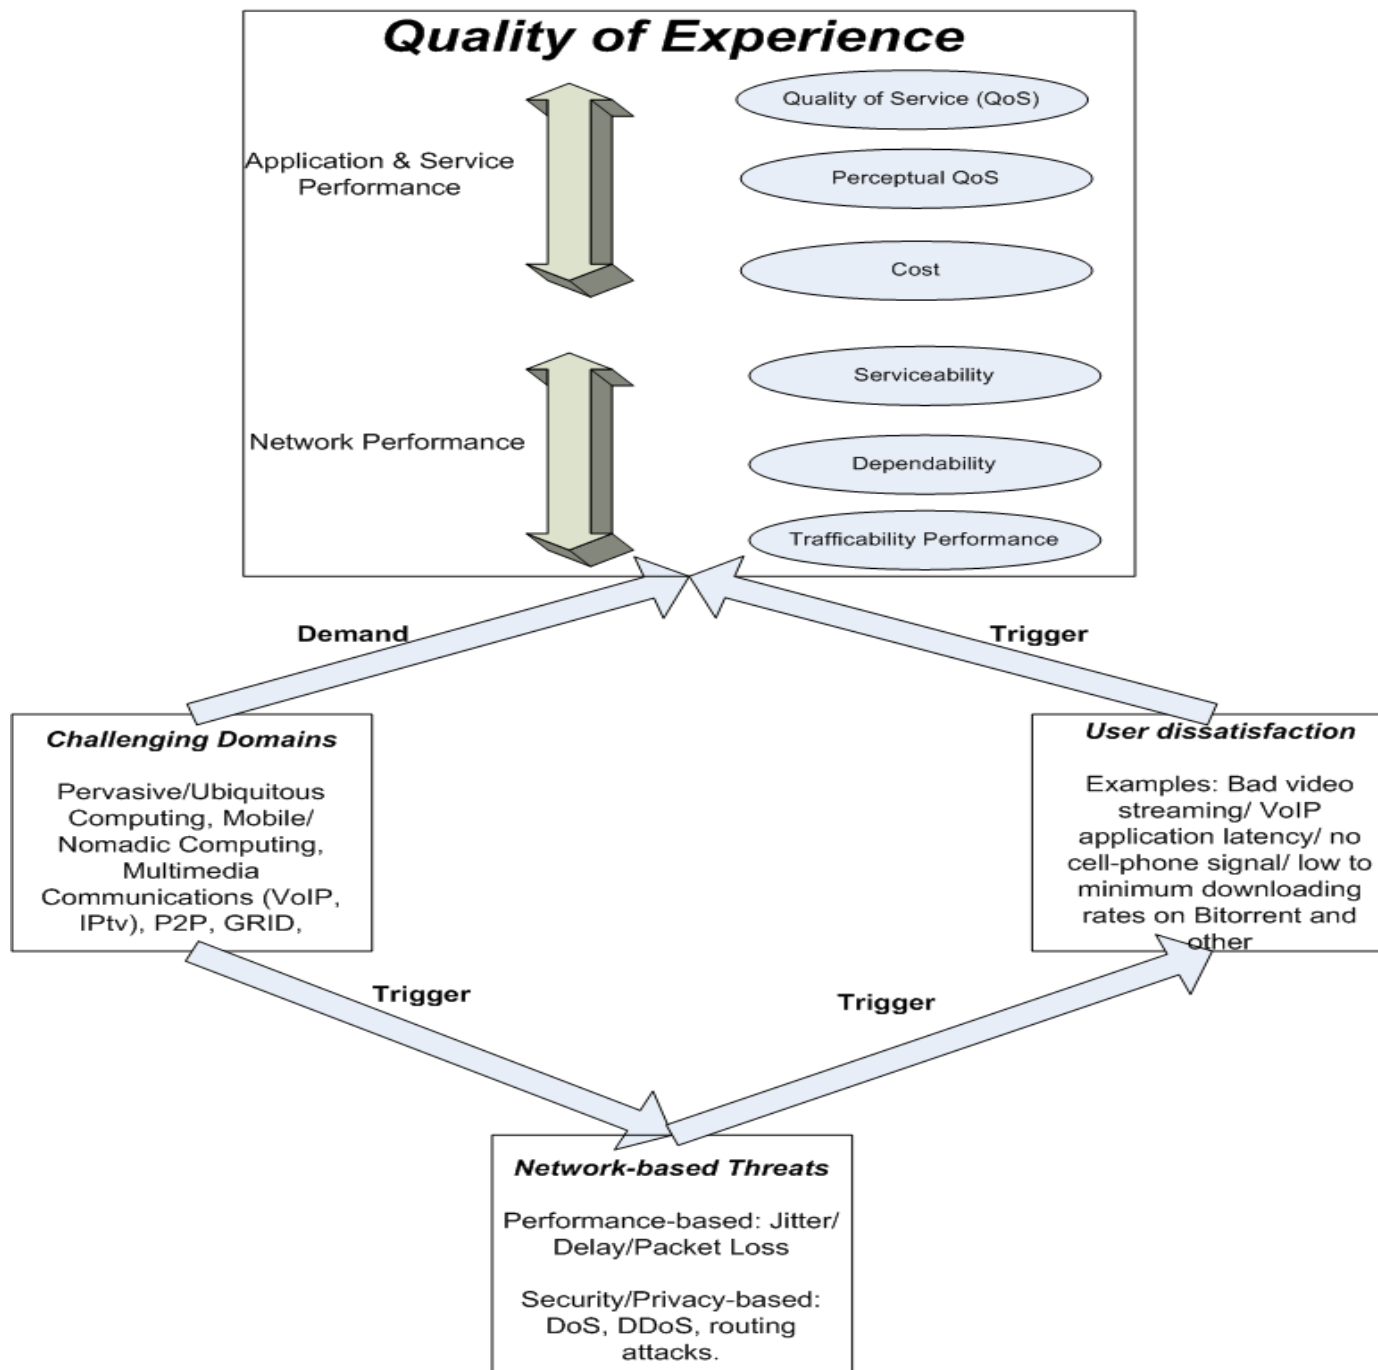 Quality of Experience
Application & Service
Performance
Quality of Service (QoS)
Perceptual QoS
Cost
Network Performance
Serviceability
Dependability
Trafficability Performance
Demand
Trigger
Challenging Domains
Pervasive/Ubiquitous
Computing, Mobile/
Nomadic Computing,
Multimedia
Communications (VoIP,
IPtv), P2P, GRID,
User dissatisfaction
Examples: Bad video
streaming/ VoIP
application latency/ no
cell-phone signal/ low to
minimum downloading
rates on Bitorrent and
other
Trigger
Trigger
Network-based Threats
Performance-based: Jitter/
Delay/Packet Loss
Security/Privacy-based:
DoS, DDoS, routing
attacks.